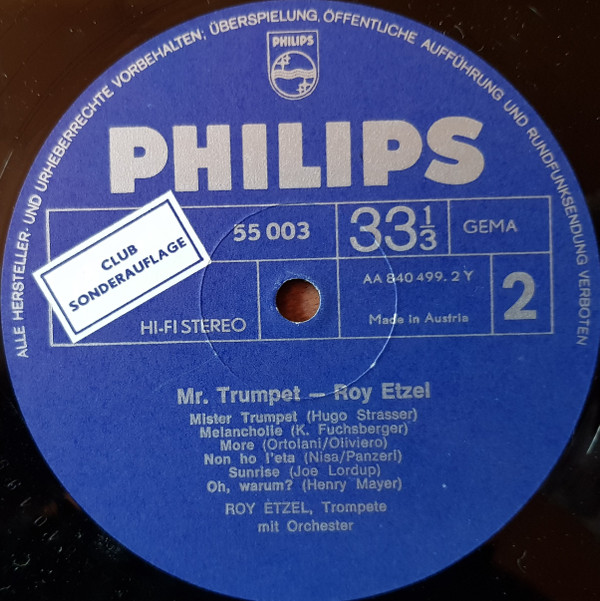 ALLE HERSTELLER- UND URHEBERRECHTE VORBEHALTEN, ÜBERSPIELUNG, ÖFFENTLICHE AUFFÜHRUNG UND RUNDFUNKSENDUNG VERBOTEN
PHILIPS
PHILIPS
CLUB
SONDERAUFLAGE
55 003
33 1/3
GEMA
HI-FI STEREO
AA 840 499. 2 Y
Made in Austria
2
Mr. Trumpet – Roy Etzel
Mister Trumpet (Hugo Strasser)
Melancholie (K. Fuchsberger)
More (Ortolani/Oliviero)
Non ho l'eta (Nisa/Panzeri)
Sunrise (Joe Lordup)
Oh, warum? (Henry Mayer)
ROY ETZEL, Trompete
mit Orchester